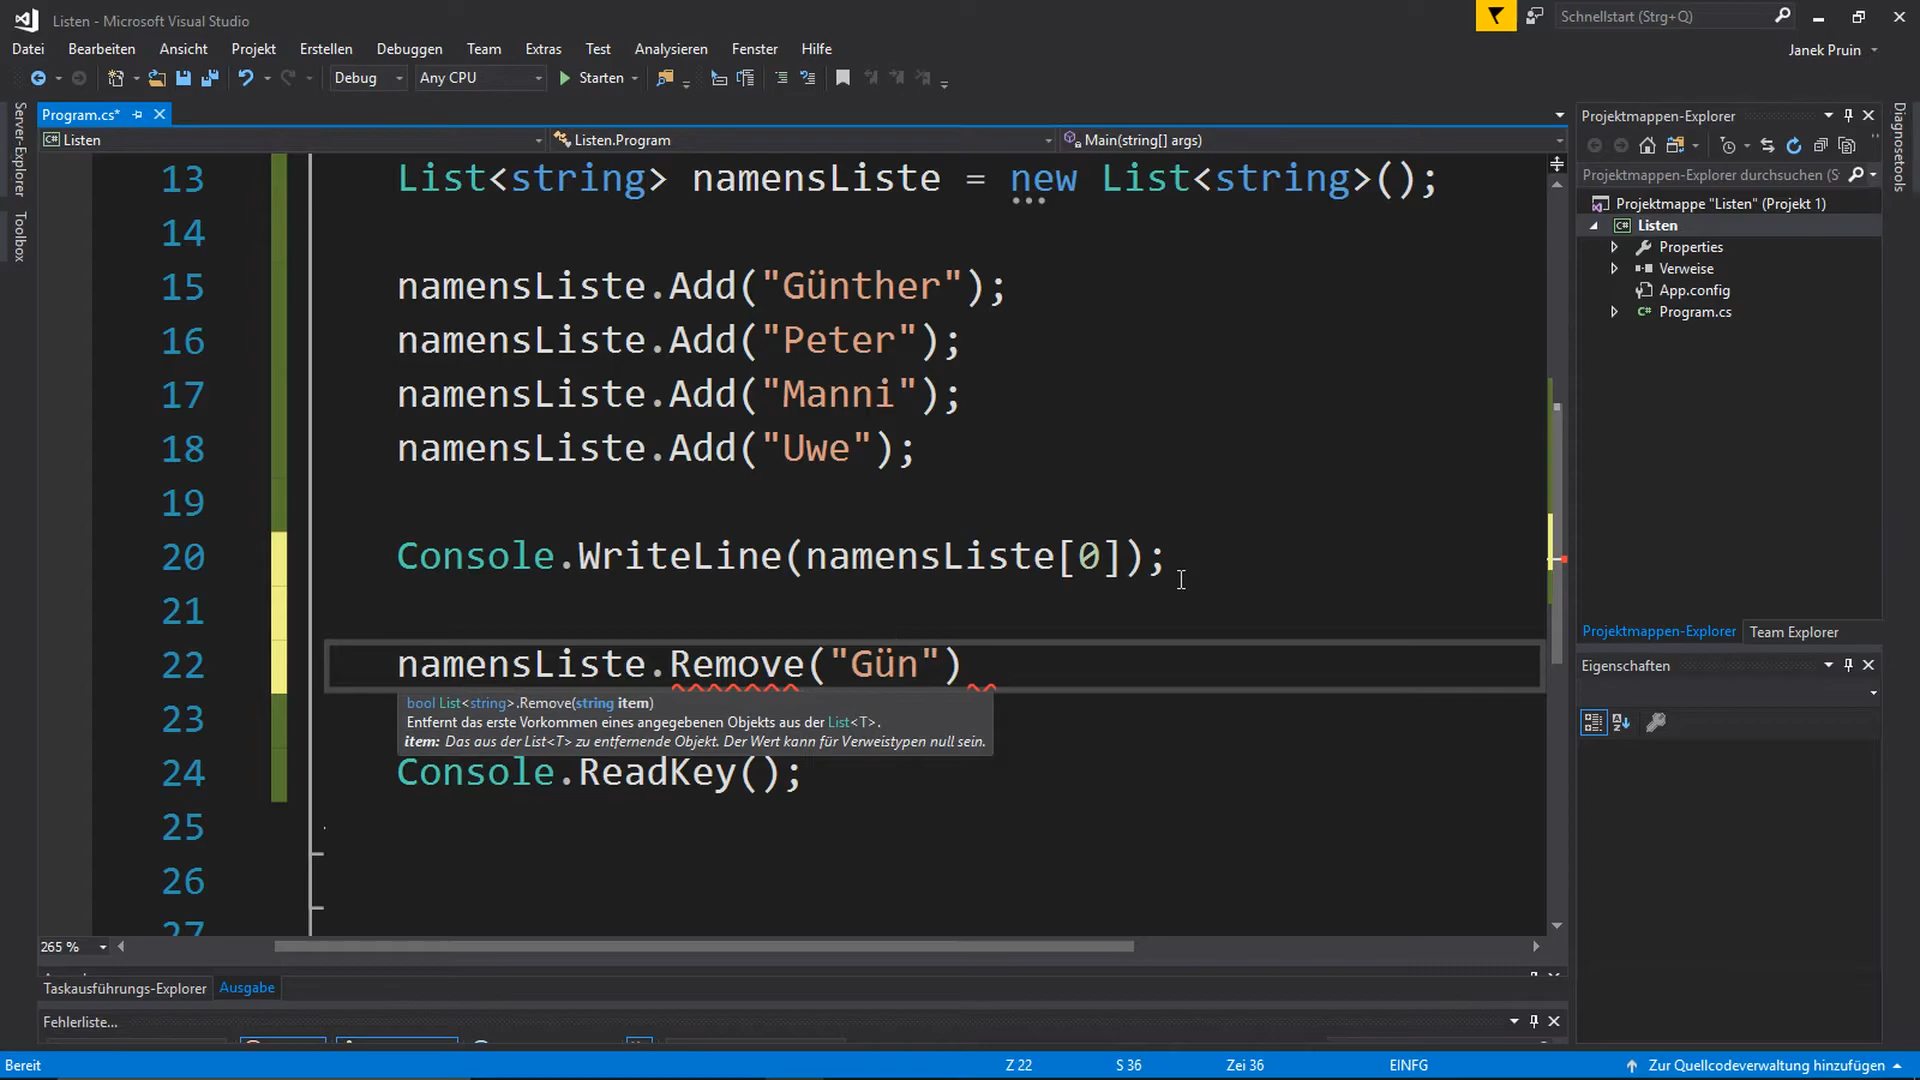 Listen - Microsoft Visual Studio
Schnellstart (Strg+Q)
Datei Bearbeiten Ansicht Projekt Erstellen Debuggen Team Extras Test Analysieren Fenster Hilfe
Janek Pruin
Debug Any CPU Starten
Server-Explorer
Toolbox
Program.cs*
Listen Listen.Program Main(string[] args)
13 List<string> namensListe = new List<string>();
14
15 namensListe.Add("Günther");
16 namensListe.Add("Peter");
17 namensListe.Add("Manni");
18 namensListe.Add("Uwe");
19
20 Console.WriteLine(namensListe[0]);
21
22 namensListe.Remove("Gün")
bool List<string>.Remove(string item)
Entfernt das erste Vorkommen eines angegebenen Objekts aus der List<T>.
item: Das aus der List<T> zu entfernende Objekt. Der Wert kann für Verweistypen null sein.
23
24 Console.ReadKey();
25
26
27
265 %
Taskausführungs-Explorer Ausgabe
Fehlerliste...
Projektmappen-Explorer
Projektmappen-Explorer durchsuchen (S
Projektmappe "Listen" (Projekt 1)
Listen
Properties
Verweise
App.config
Program.cs
Projektmappen-Explorer Team Explorer
Eigenschaften
Diagnosetools
Bereit Z 22 S 36 Zei 36 EINFG Zur Quellcodeverwaltung hinzufügen